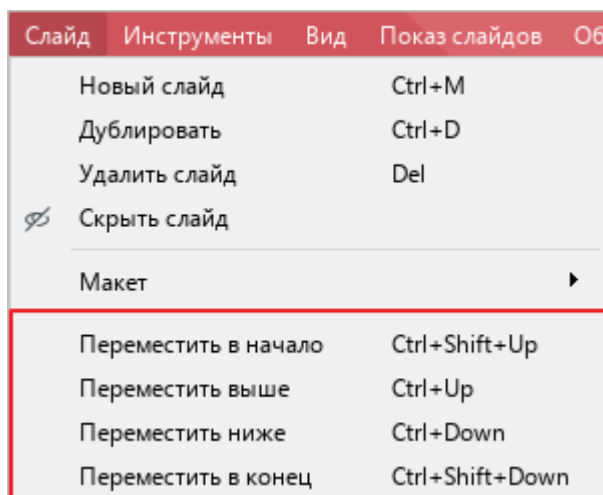 Слайд Инструменты Вид Показ слайдов Об
Новый слайд Ctrl+M
Дублировать Ctrl+D
Удалить слайд Del
Скрыть слайд
Макет
Переместить в начало Ctrl+Shift+Up
Переместить выше Ctrl+Up
Переместить ниже Ctrl+Down
Переместить в конец Ctrl+Shift+Down